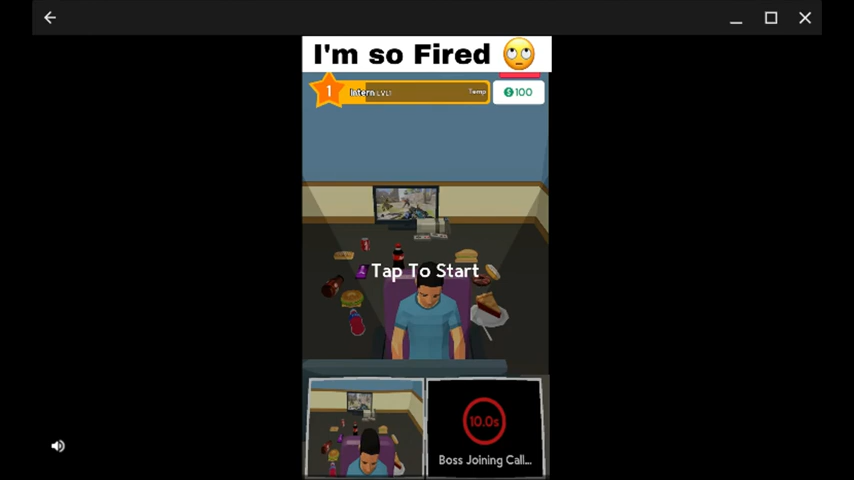 I'm so Fired 🙄
1 Intern LVL1 Temp $100
Tap To Start
10.0s
Boss Joining Call...